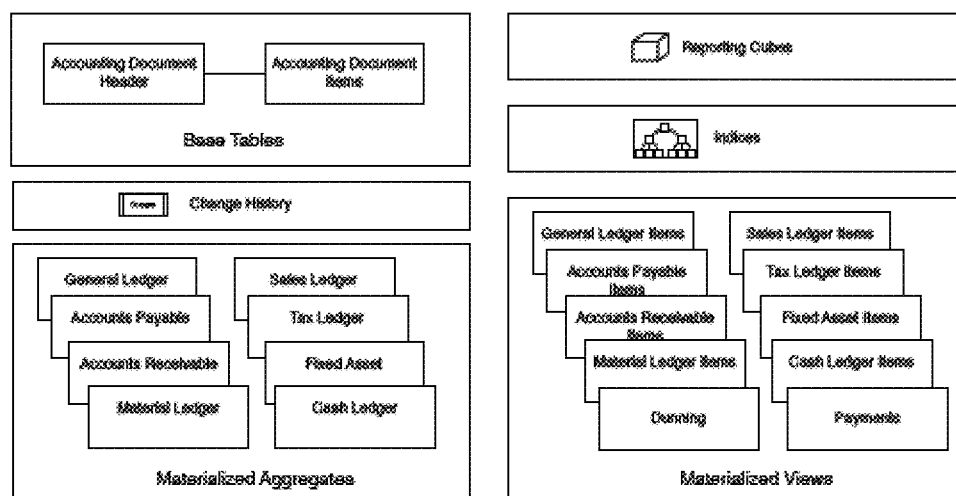 Accounting Document
Header
Accounting Document
Items
Base Tables
Change History
General Ledger
Accounts Payable
Accounts Receivable
Material Ledger
Sales Ledger
Tax Ledger
Fixed Asset
Cash Ledger
Materialized Aggregates
Reporting Cubes
Indices
General Ledger Items
Accounts Payable
Items
Accounts Receivable
Items
Material Ledger Items
Dunning
Sales Ledger Items
Tax Ledger Items
Fixed Asset Items
Cash Ledger Items
Payments
Materialized Views